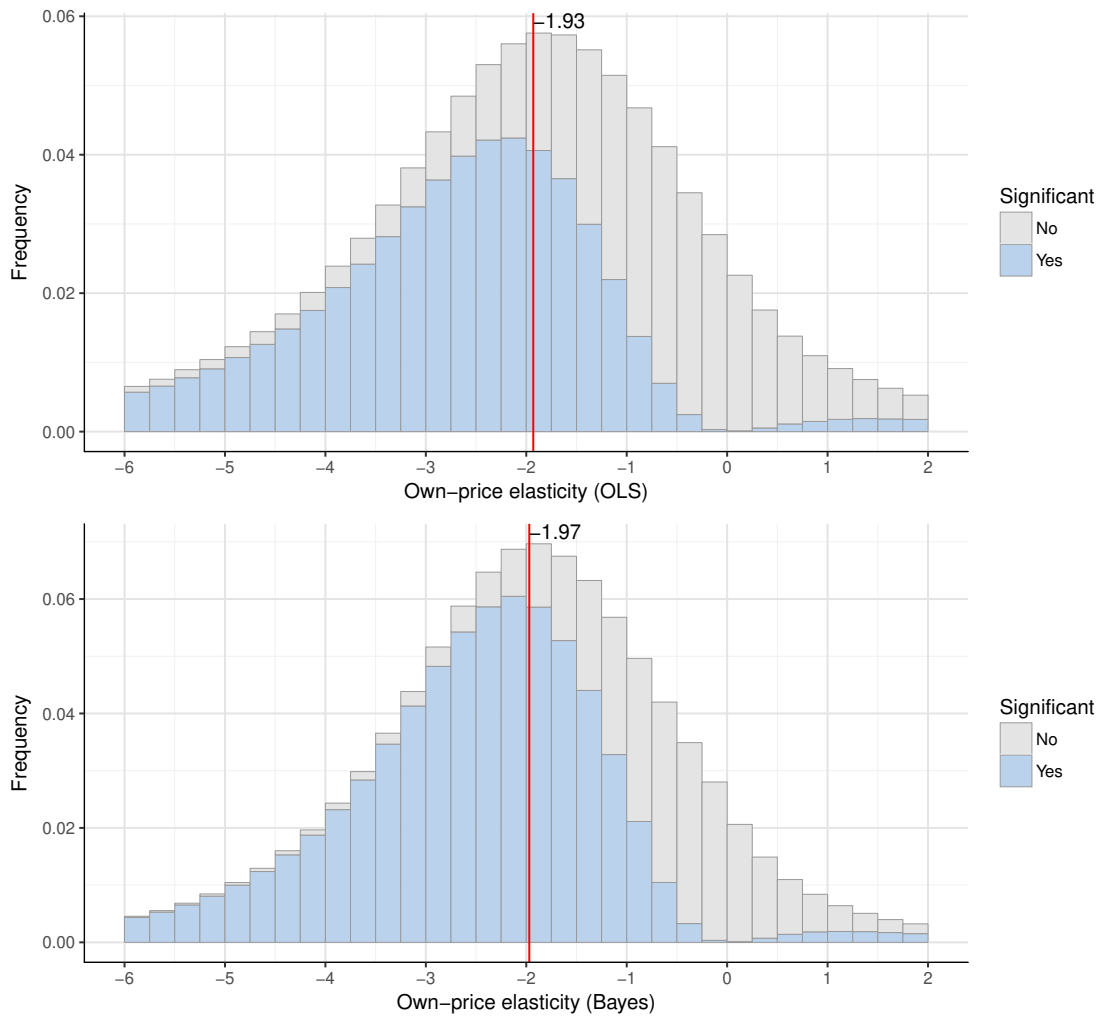 −1.93
0.06
0.04
0.02
0.00
Frequency
−6 −5 −4 −3 −2 −1 0 1 2
Own−price elasticity (OLS)
Significant
No
Yes
−1.97
0.06
0.04
0.02
0.00
Frequency
−6 −5 −4 −3 −2 −1 0 1 2
Own−price elasticity (Bayes)
Significant
No
Yes